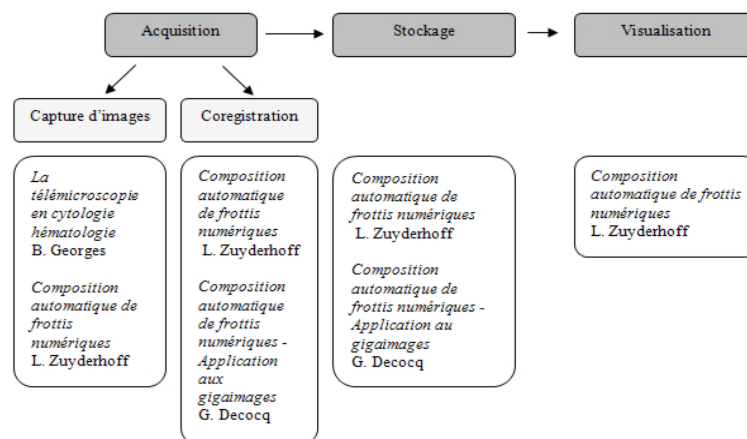 Acquisition
Stockage
Visualisation
Capture d'images
Coregistration
La
télémicroscopie
en cytologie
hématologie
B. Georges
Composition
automatique de
frottis
numériques
L. Zuyderhoff
Composition
automatique
de frottis
numériques
L. Zuyderhoff
Composition
automatique
de frottis
numériques -
Application
aux
gigaimages
G. Decocq
Composition
automatique de
frottis numériques
L. Zuyderhoff
Composition
automatique de
frottis numériques -
Application au
gigaimages
G. Decocq
Composition
automatique de frottis
numériques
L. Zuyderhoff